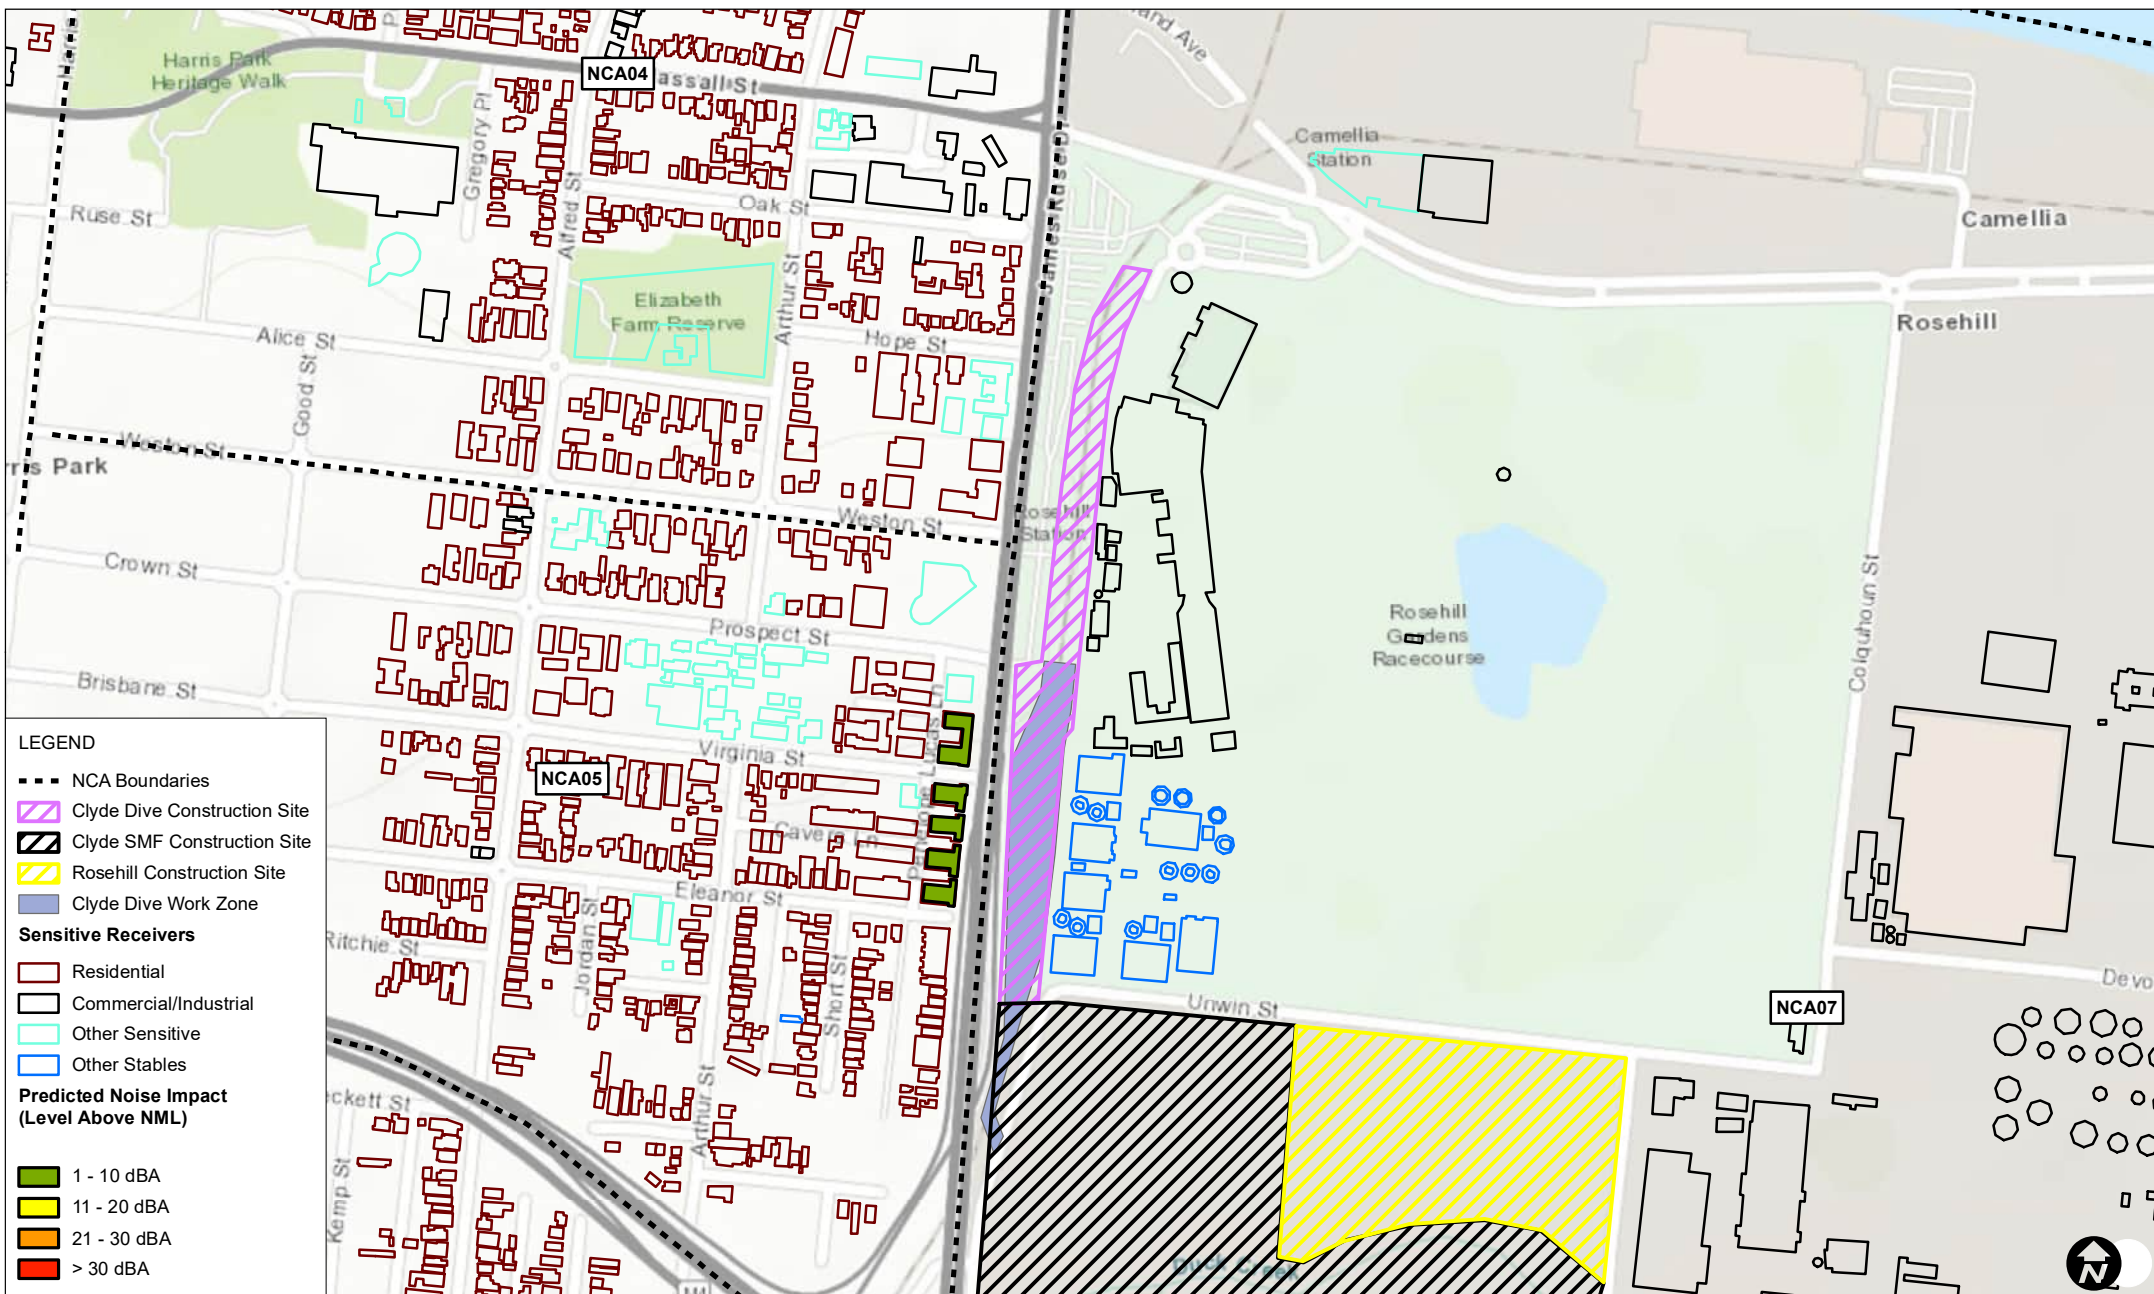 Harris Park
Heritage Walk
NCA04
Gregory Pl
Camellia
Station
Ruse St
Alfred St
Oak St
Camellia
Elizabeth
Farm Reserve
Arthur St
Alice St
Good St
Hope St
Rosehill
Weston St
Weston St
Rosehill
Station
Crown St
Prospect St
Rosehill
Gardens
Racecourse
Colquhoun St
Brisbane St
Virginia St
NCA05
Penelope Lucas Ln
Eleanor St
Ritchie St
Jordan St
Short St
Unwin St
NCA07
Arthur St
Kemp St
Duck Creek
LEGEND
NCA Boundaries
Clyde Dive Construction Site
Clyde SMF Construction Site
Rosehill Construction Site
Clyde Dive Work Zone
Sensitive Receivers
Residential
Commercial/Industrial
Other Sensitive
Other Stables
Predicted Noise Impact
(Level Above NML)
1 - 10 dBA
11 - 20 dBA
21 - 30 dBA
> 30 dBA
N